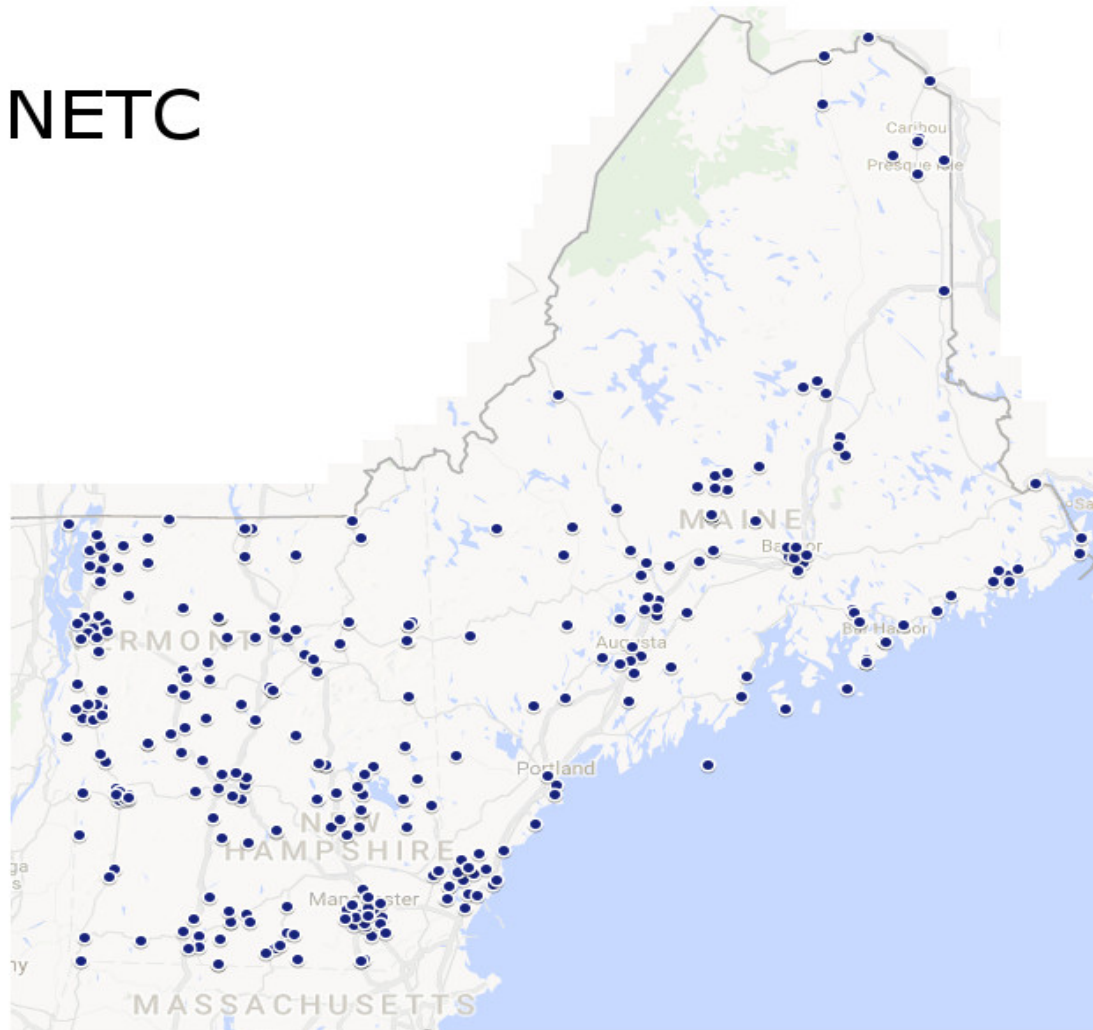 NETC
Caribou
Presque Isle
MAINE
Bangor
VERMONT
Bar Harbor
Augusta
Portland
NEW
HAMPSHIRE
Manchester
MASSACHUSETTS